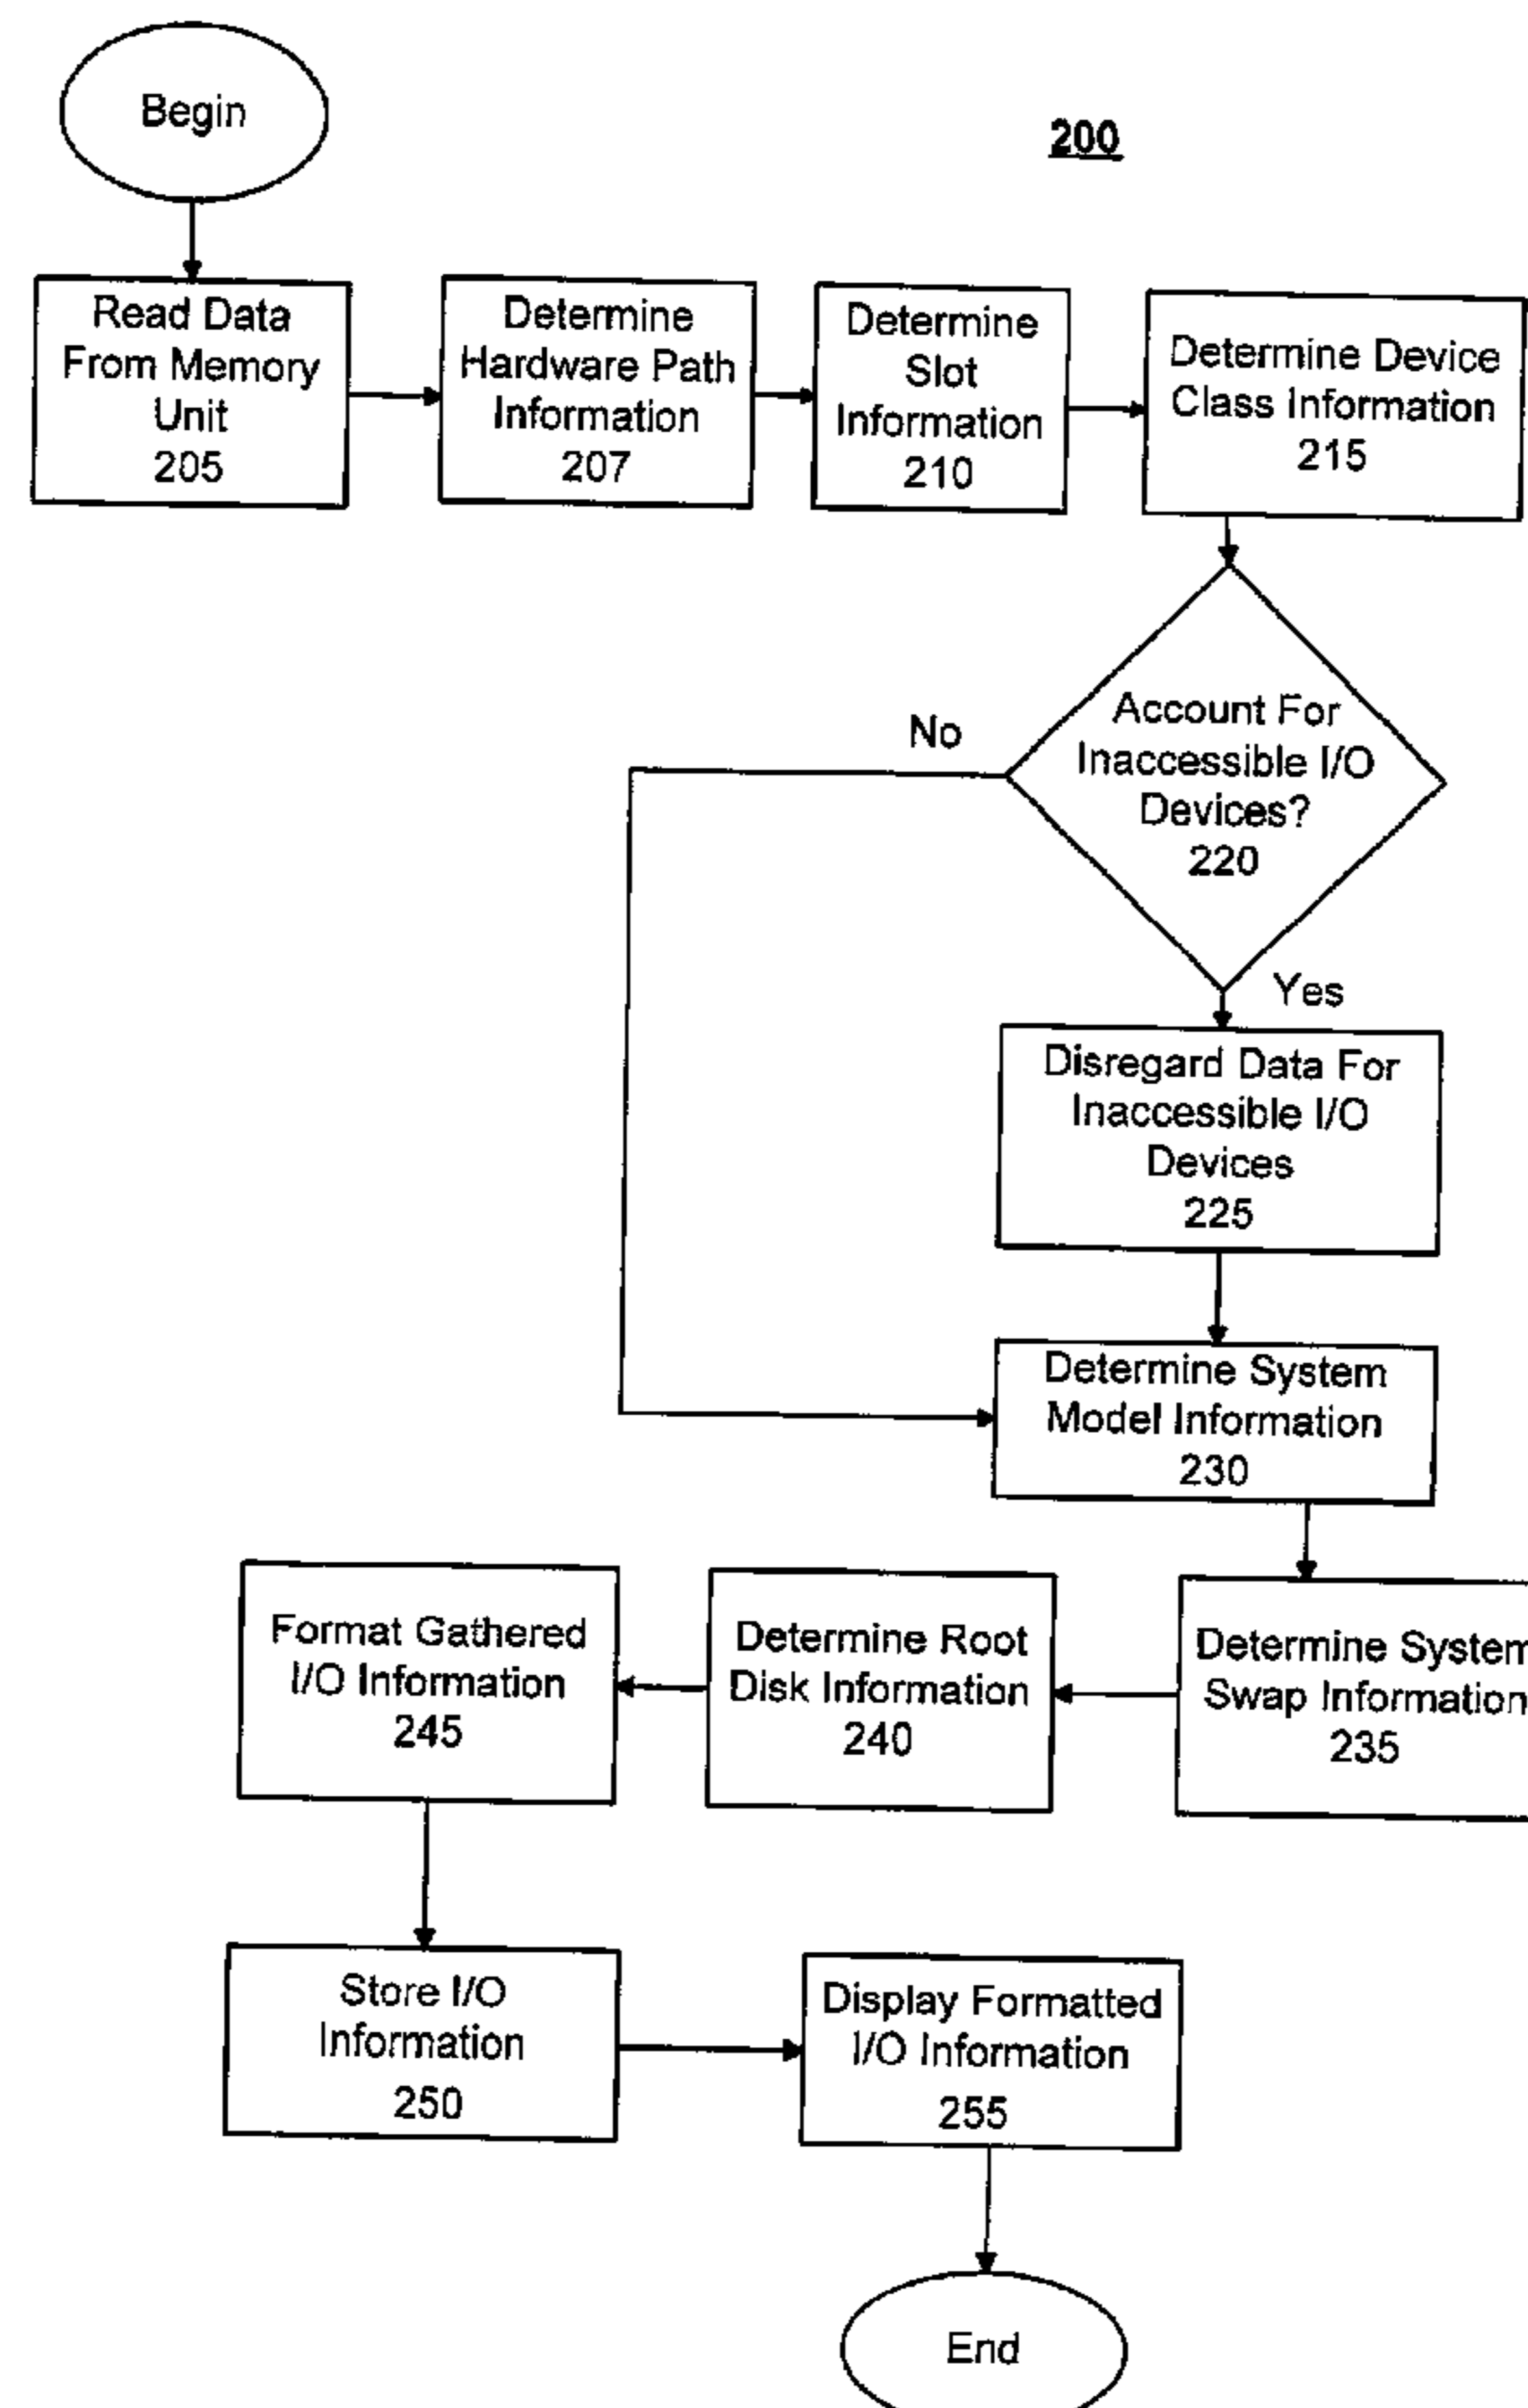 Begin
200
Read Data
From Memory
Unit
205
Determine
Hardware Path
Information
207
Determine
Slot
Information
210
Determine Device
Class Information
215
Account For
Inaccessible I/O
Devices?
220
No
Yes
Disregard Data For
Inaccessible I/O
Devices
225
Determine System
Model Information
230
Format Gathered
I/O Information
245
Determine Root
Disk Information
240
Determine System
Swap Information
235
Store I/O
Information
250
Display Formatted
I/O Information
255
End